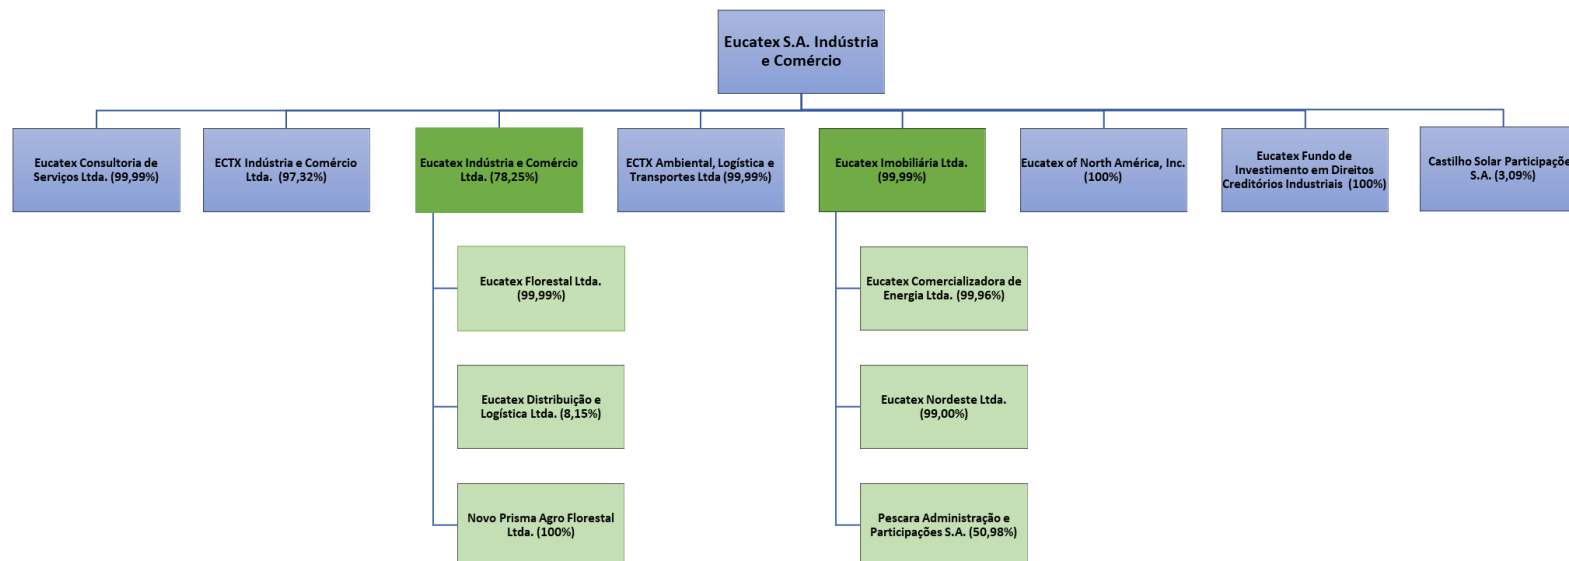 Eucatex S.A. Indústria
e Comércio
Eucatex Consultoria de
Serviços Ltda. (99,99%)
ECTX Indústria e Comércio
Ltda. (97,32%)
Eucatex Indústria e Comércio
Ltda. (78,25%)
ECTX Ambiental, Logística e
Transportes Ltda (99,99%)
Eucatex Imobiliária Ltda.
(99,99%)
Eucatex of North América, Inc.
(100%)
Eucatex Fundo de
Investimento em Direitos
Creditórios Industriais (100%)
Castilho Solar Participaçõe
S.A. (3,09%)
Eucatex Florestal Ltda.
(99,99%)
Eucatex Distribuição e
Logística Ltda. (8,15%)
Novo Prisma Agro Florestal
Ltda. (100%)
Eucatex Comercializadora de
Energia Ltda. (99,96%)
Eucatex Nordeste Ltda.
(99,00%)
Pescara Administração e
Participações S.A. (50,98%)